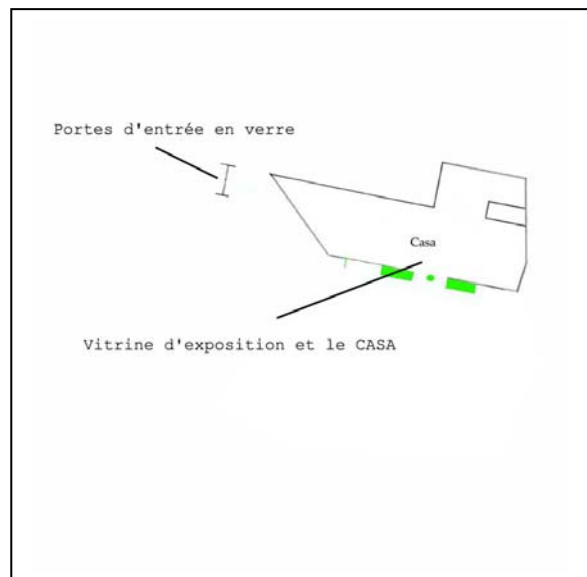 Portes d'entrée en verre
Casa
Vitrine d'exposition et le CASA